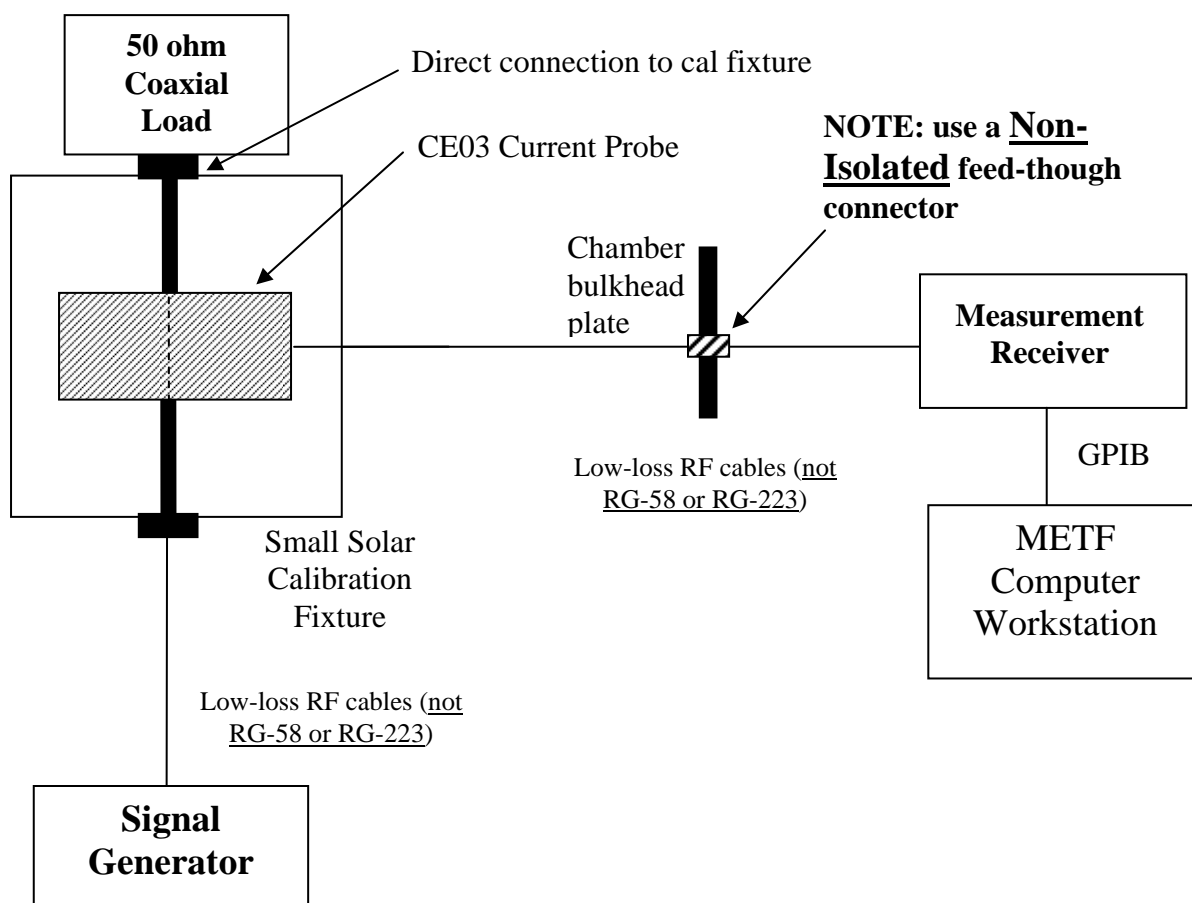 50 ohm
Coaxial
Load
Direct connection to cal fixture
CE03 Current Probe
NOTE: use a Non-
Isolated feed-though
connector
Chamber
bulkhead
plate
Measurement
Receiver
GPIB
Low-loss RF cables (not
RG-58 or RG-223)
METF
Computer
Workstation
Small Solar
Calibration
Fixture
Low-loss RF cables (not
RG-58 or RG-223)
Signal
Generator